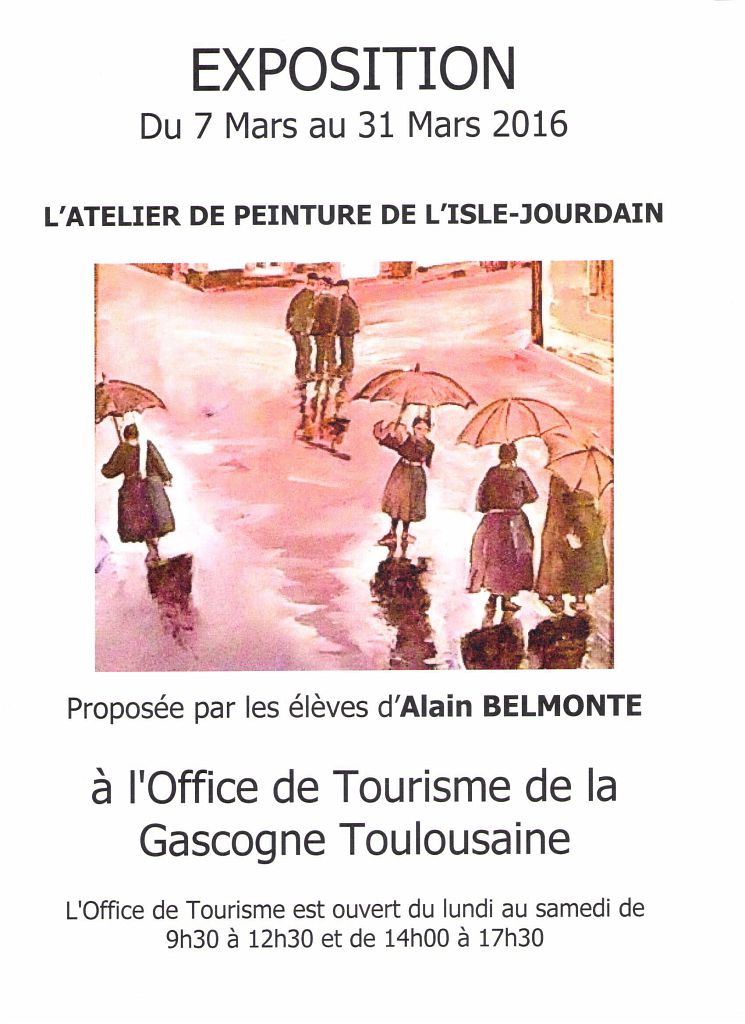 EXPOSITION
Du 7 Mars au 31 Mars 2016
L'ATELIER DE PEINTURE DE L'ISLE-JOURDAIN
Proposée par les élèves d'Alain BELMONTE
à l'Office de Tourisme de la
Gascogne Toulousaine
L'Office de Tourisme est ouvert du lundi au samedi de
9h30 à 12h30 et de 14h00 à 17h30